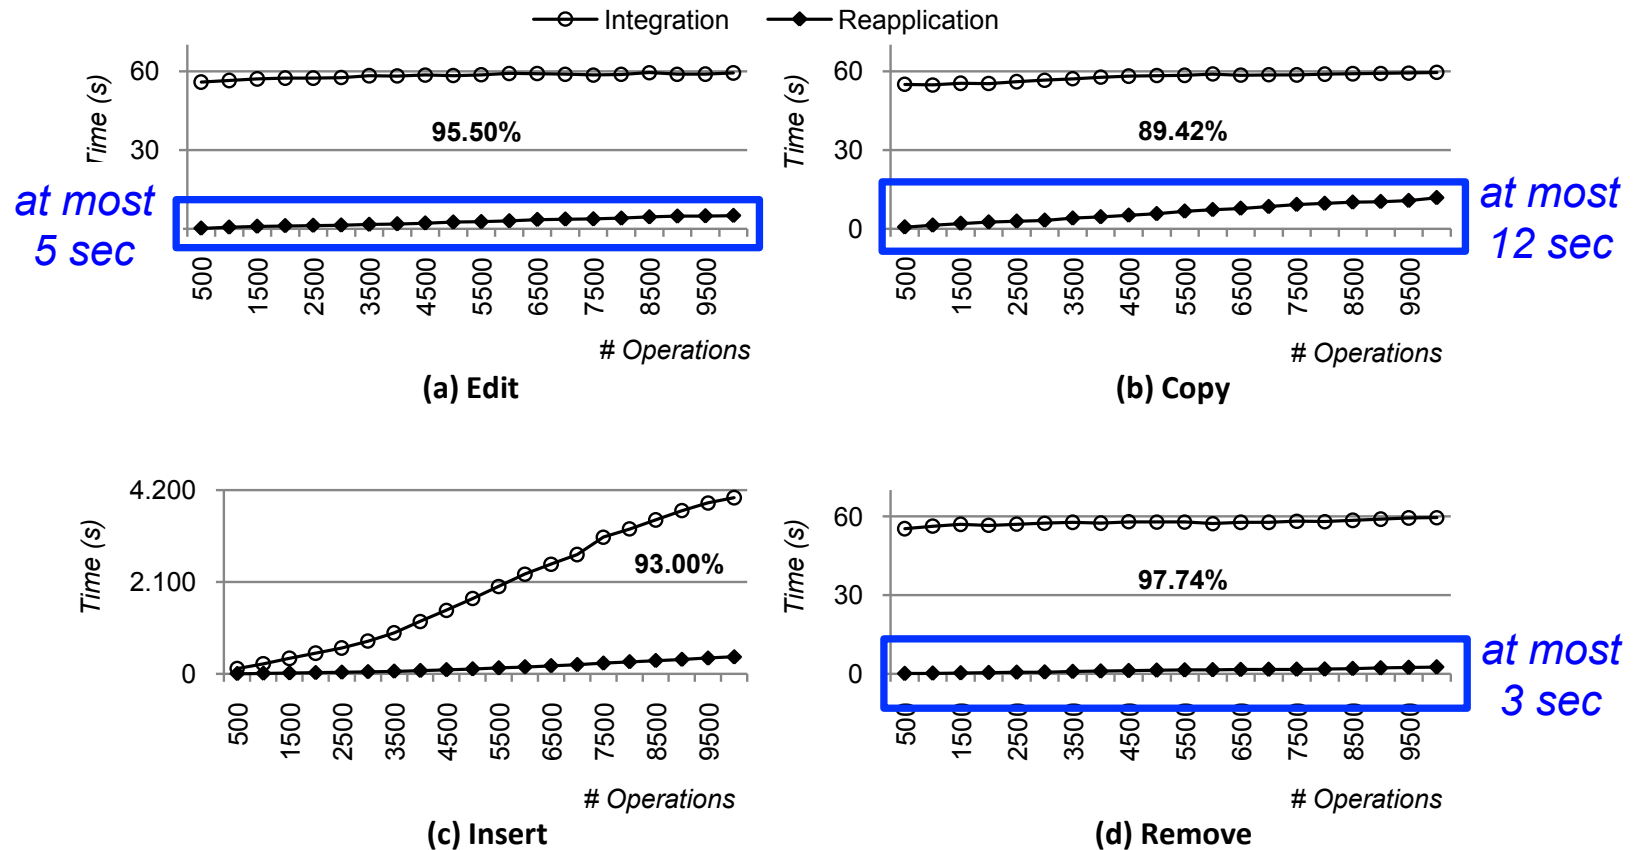 Integration Reapplication
60
30
Time (s)
95.50%
at most
5 sec
500 1500 2500 3500 4500 5500 6500 7500 8500 9500
# Operations
(a) Edit
60
30
0
Time (s)
89.42%
at most
12 sec
500 1500 2500 3500 4500 5500 6500 7500 8500 9500
# Operations
(b) Copy
4.200
2.100
0
Time (s)
93.00%
500 1500 2500 3500 4500 5500 6500 7500 8500 9500
# Operations
(c) Insert
60
30
0
Time (s)
97.74%
at most
3 sec
500 1500 2500 3500 4500 5500 6500 7500 8500 9500
# Operations
(d) Remove